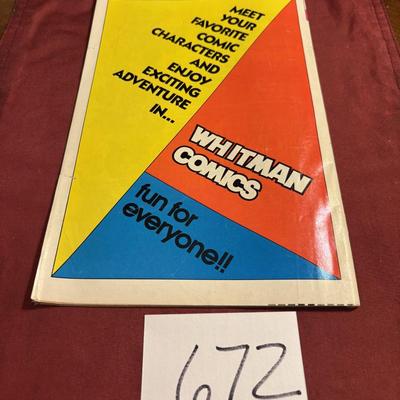 MEET
YOUR
FAVORITE
COMIC
CHARACTERS
AND
ENJOY
EXCITING
ADVENTURE
IN...
WHITMAN
COMICS
fun for
everyone!!
672